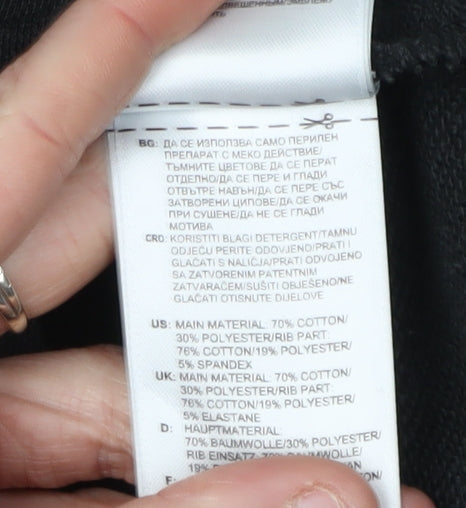 BG: ДА СЕ ИЗПОЛЗВА САМО ПЕРИЛЕН
ПРЕПАРАТ С МЕКО ДЕЙСТВИЕ/
ТЪМНИТЕ ЦВЕТОВЕ ДА СЕ ПЕРАТ
ОТДЕЛНО/ДА СЕ ПЕРЕ И ГЛАДИ
ОТВЪТРЕ НАВЪН/ДА СЕ ПЕРЕ СЪС
ЗАТВОРЕНИ ЦИПОВЕ/ДА СЕ ОКАЧИ
ПРИ СУШЕНЕ/ДА НЕ СЕ ГЛАДИ
МОТИВА
CRO: KORISTITI BLAGI DETERGENT/TAMNU
ODJEĆU PERITE ODOVJENO/PRATI I
GLAČATI S NALIČJA/PRATI ODVOJENO
SA ZATVORENIM PATENTNIM
ZATVARAČEM/SUŠITI OBJEŠENO/NE
GLAČATI OTISNUTE DIJELOVE
US: MAIN MATERIAL: 70% COTTON/
30% POLYESTER/RIB PART:
76% COTTON/19% POLYESTER/
5% SPANDEX
UK: MAIN MATERIAL: 70% COTTON/
30% POLYESTER/RIB PART:
76% COTTON/19% POLYESTER/
5% ELASTANE
D: HAUPTMATERIAL:
70% BAUMWOLLE/30% POLYESTER/
RIB EINSATZ: 76% BAUMWOLLE/
19%